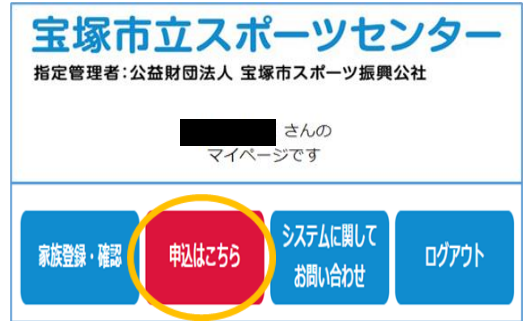 宝塚市立スポーツセンター
指定管理者:公益財団法人 宝塚市スポーツ振興公社
さんの
マイページです
家族登録・確認
申込はこちら
システムに関して
お問い合わせ
ログアウト